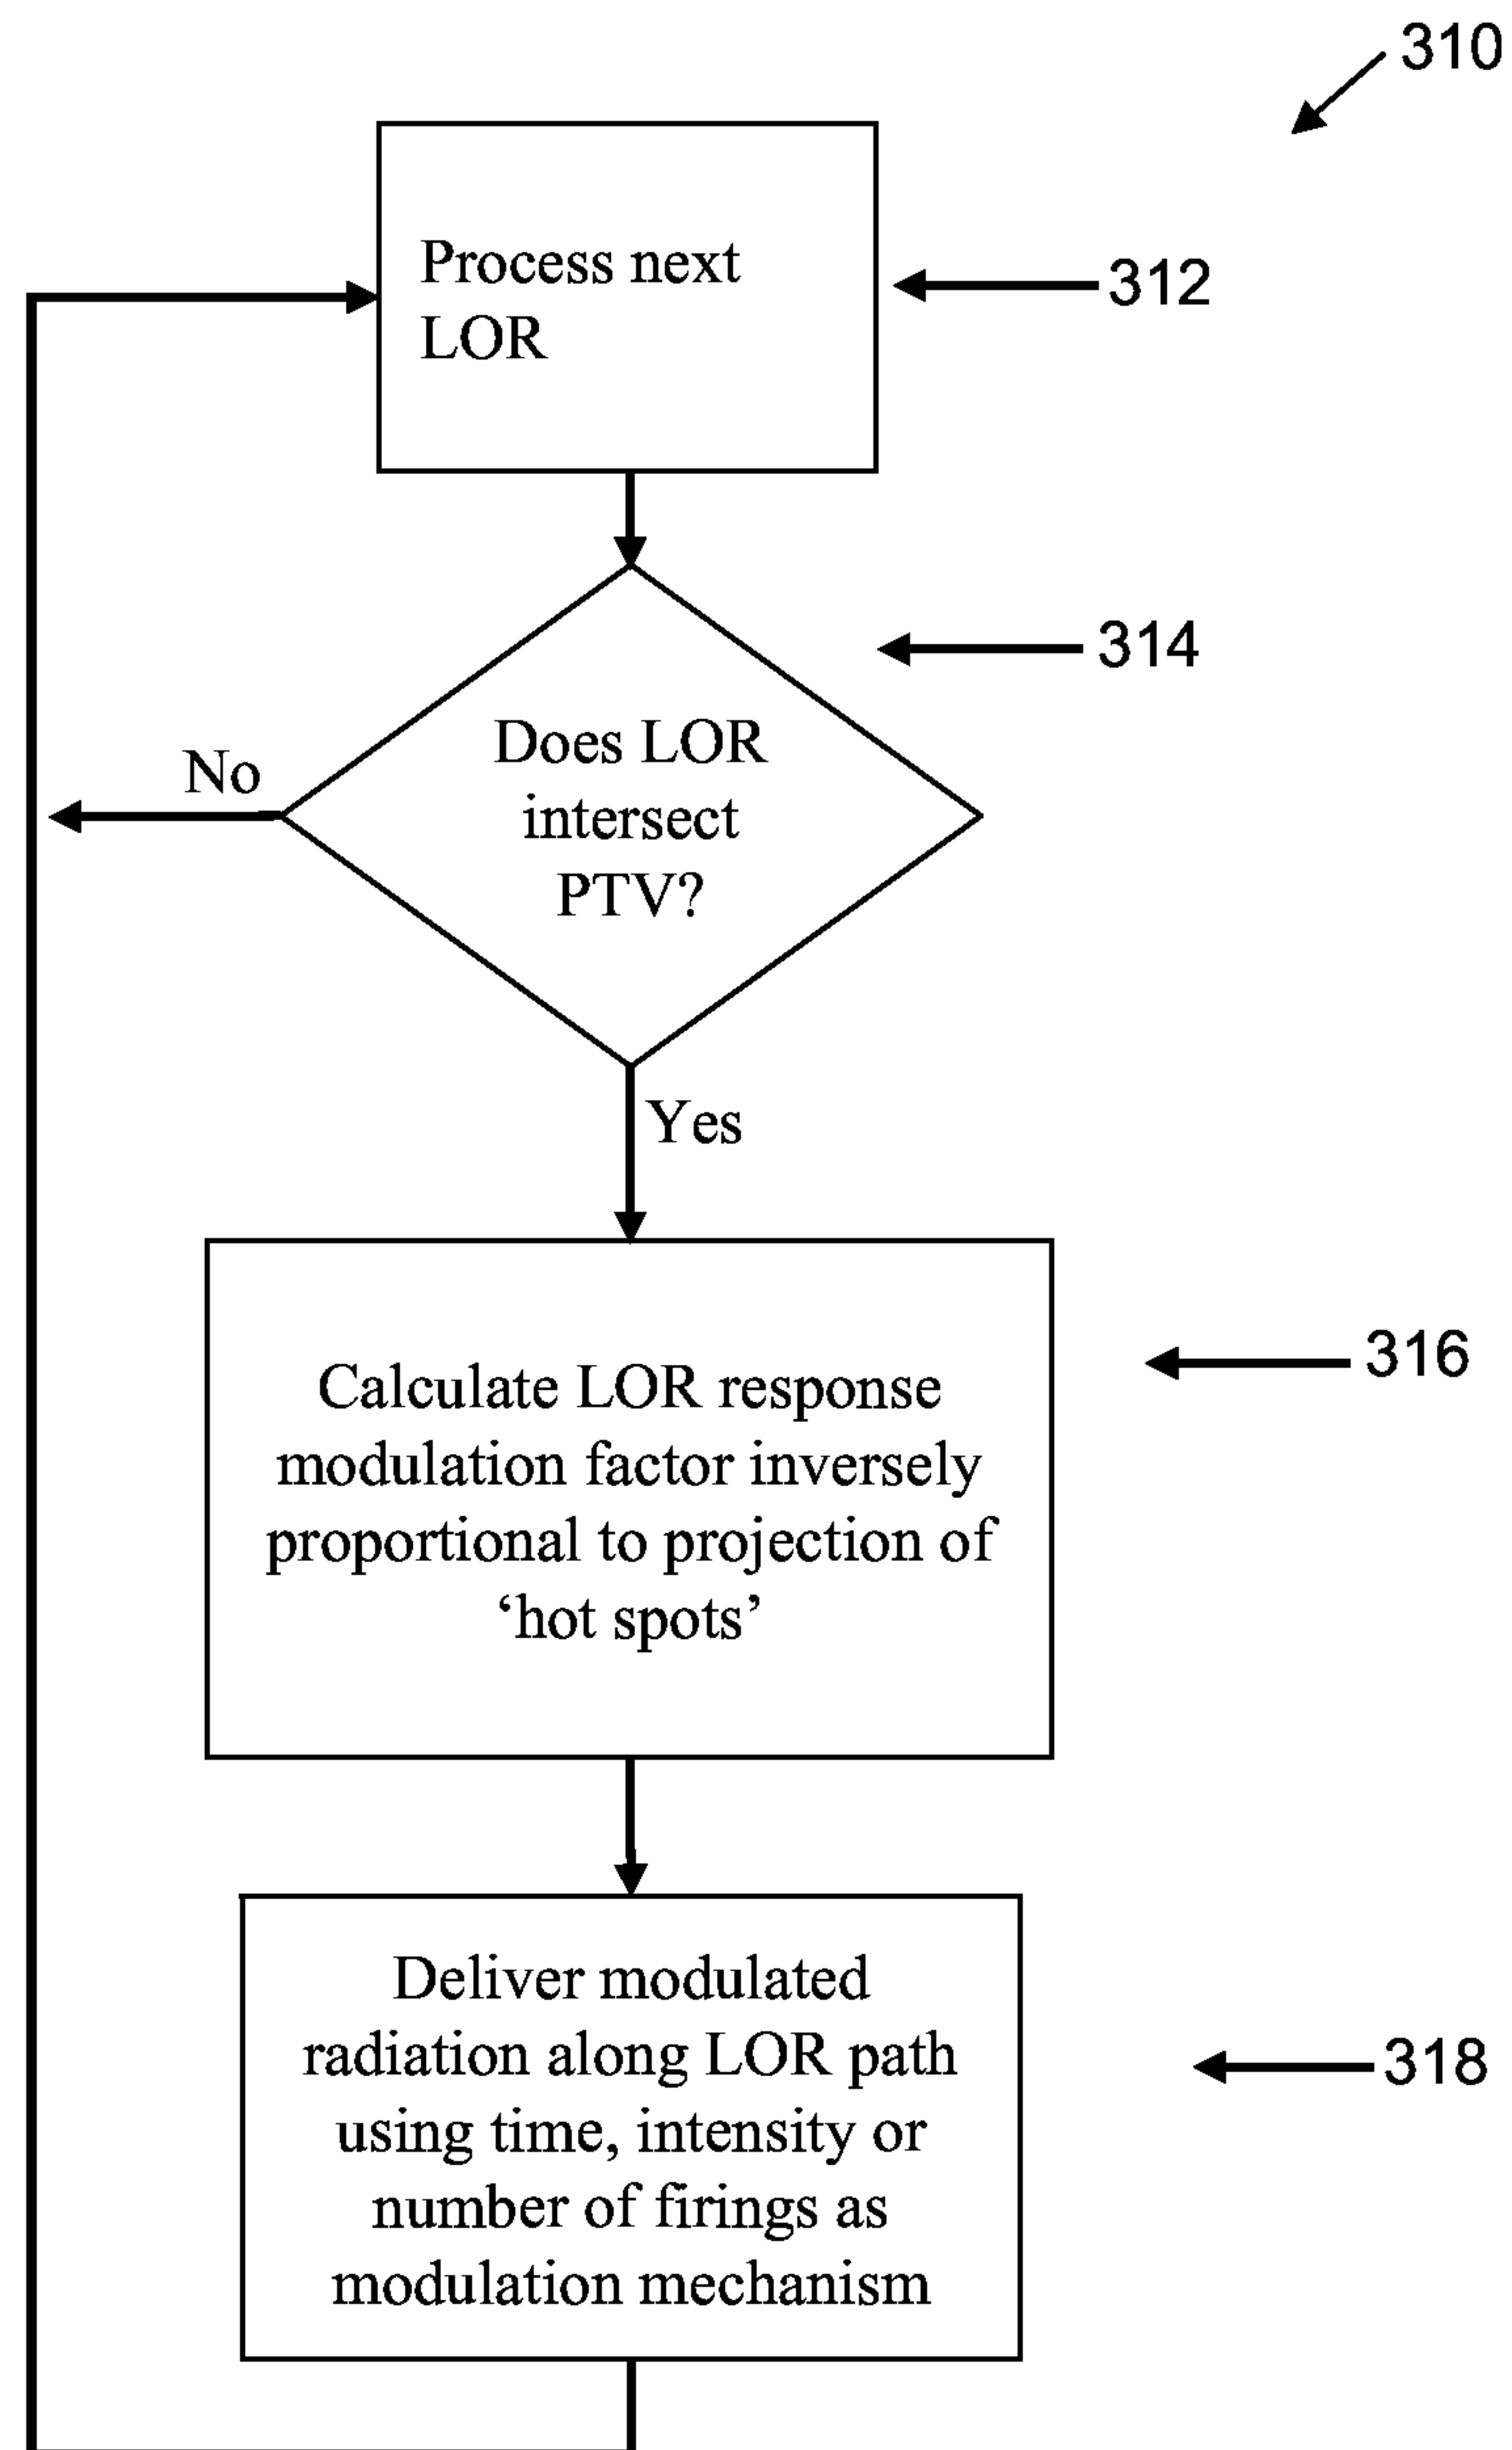 310
Process next
LOR
312
314
Does LOR
intersect
PTV?
No
Yes
316
Calculate LOR response
modulation factor inversely
proportional to projection of
‘hot spots’
Deliver modulated
radiation along LOR path
using time, intensity or
number of firings as
modulation mechanism
318